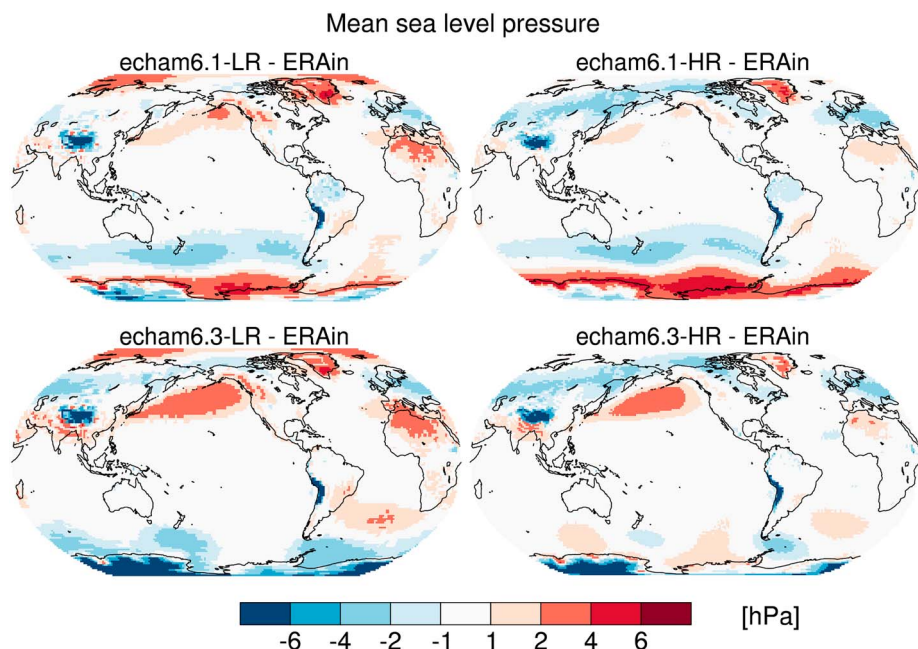 Mean sea level pressure
echam6.1-LR - ERAin
echam6.1-HR - ERAin
echam6.3-LR - ERAin
echam6.3-HR - ERAin
-6 -4 -2 -1 1 2 4 6 [hPa]